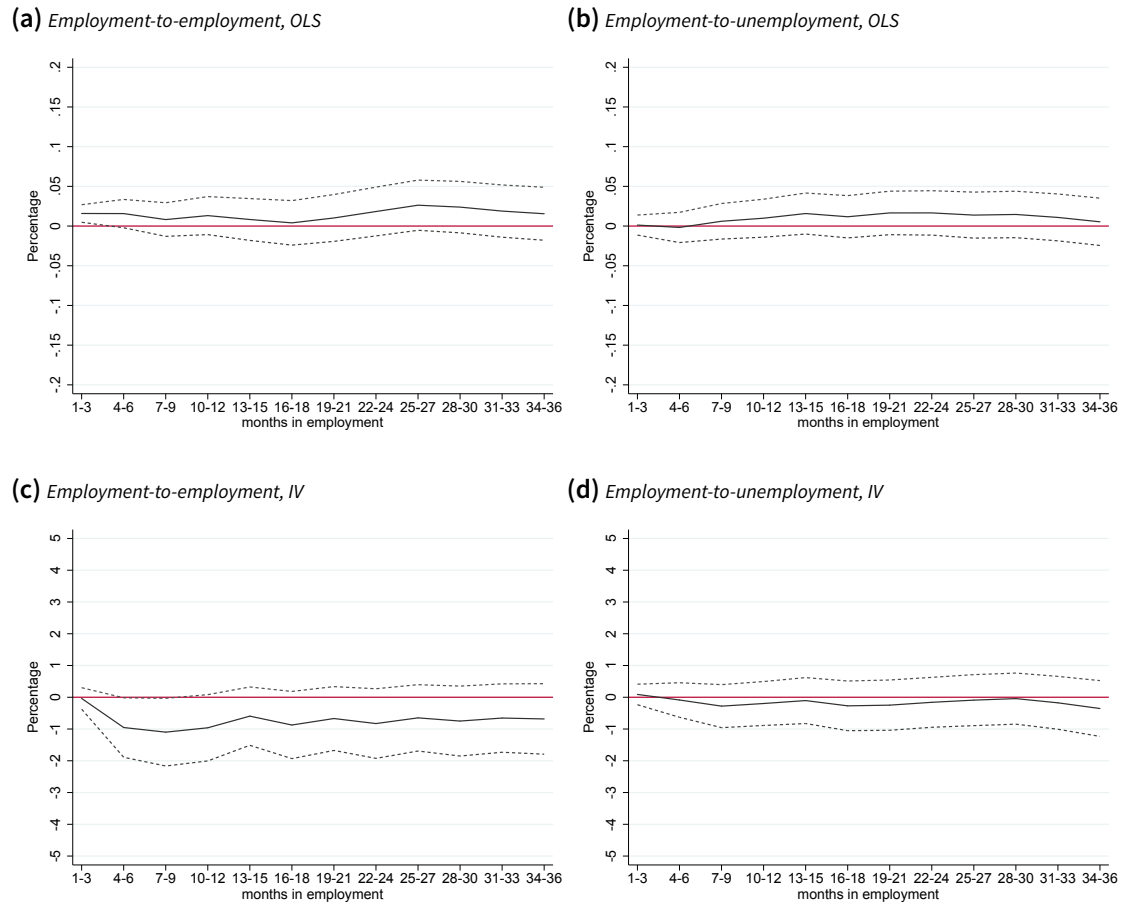 (a) Employment-to-employment, OLS
.2
.15
.1
.05
0
-.05
-.1
-.15
-.2
Percentage
1-3 4-6 7-9 10-12 13-15 16-18 19-21 22-24 25-27 28-30 31-33 34-36
months in employment
(b) Employment-to-unemployment, OLS
.2
.15
.1
.05
0
-.05
-.1
-.15
-.2
Percentage
1-3 4-6 7-9 10-12 13-15 16-18 19-21 22-24 25-27 28-30 31-33 34-36
months in employment
(c) Employment-to-employment, IV
5
4
3
2
1
0
-1
-2
-3
-4
-5
Percentage
1-3 4-6 7-9 10-12 13-15 16-18 19-21 22-24 25-27 28-30 31-33 34-36
months in employment
(d) Employment-to-unemployment, IV
5
4
3
2
1
0
-1
-2
-3
-4
-5
Percentage
1-3 4-6 7-9 10-12 13-15 16-18 19-21 22-24 25-27 28-30 31-33 34-36
months in employment